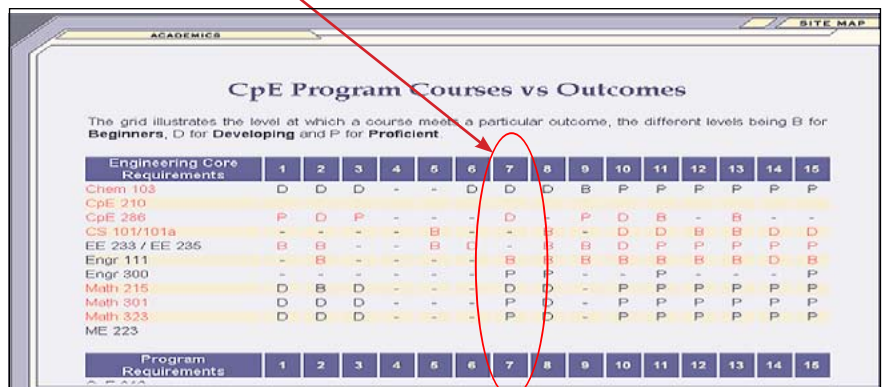 SITE MAP
ACADEMICS
CpE Program Courses vs Outcomes
The grid illustrates the level at which a course meets a particular outcome, the different levels being B for
Beginners, D for Developing and P for Proficient.
Engineering Core Requirements 1 2 3 4 5 6 7 8 9 10 11 12 13 14 15
Chem 103 D D D - - D D D B P P P P P P
CpE 210
CpE 286 P D P - - - D - P D B - B - -
CS 101/101a - - - - B - - B - D D B B D D
EE 233 / EE 235 B B - - B D - B B D P P P P P
Engr 111 - B - - - - B B B B B B B D B
Engr 300 - - - - - - P P - - P - - - P
Math 215 D B D - - - D D - P P P P P P
Math 301 D D D - - - P D - P P P P P P
Math 323 D D D - - - P D - P P P P P P
ME 223
Program Requirements 1 2 3 4 5 6 7 8 9 10 11 12 13 14 15